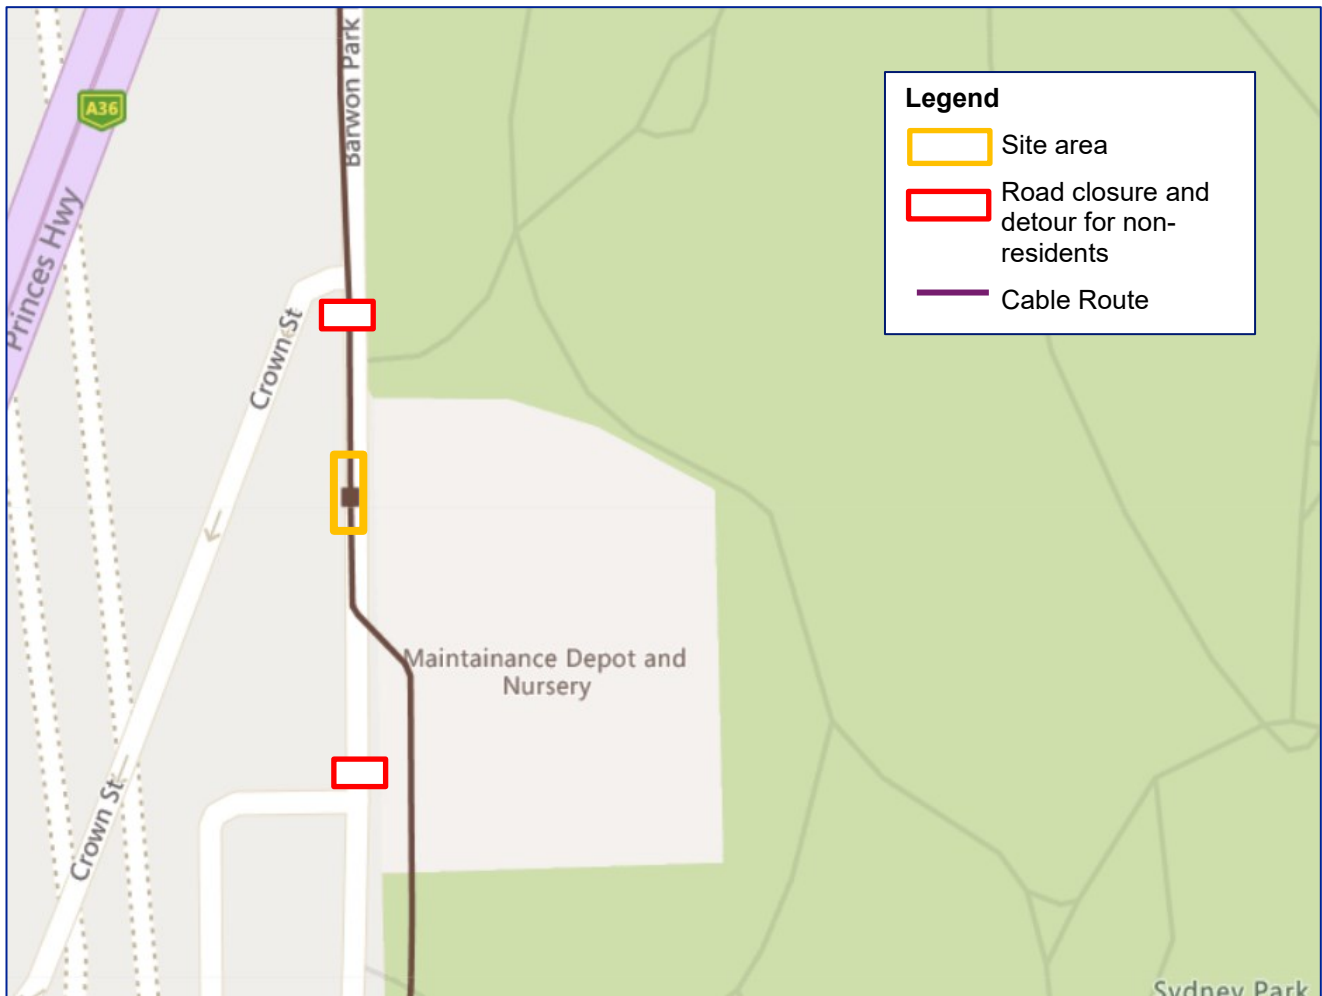 Barwon Park
A36
Princes Hwy
Crown St
Crown St
Maintainance Depot and
Nursery
Sydney Park
Legend
Site area
Road closure and
detour for non-
residents
Cable Route